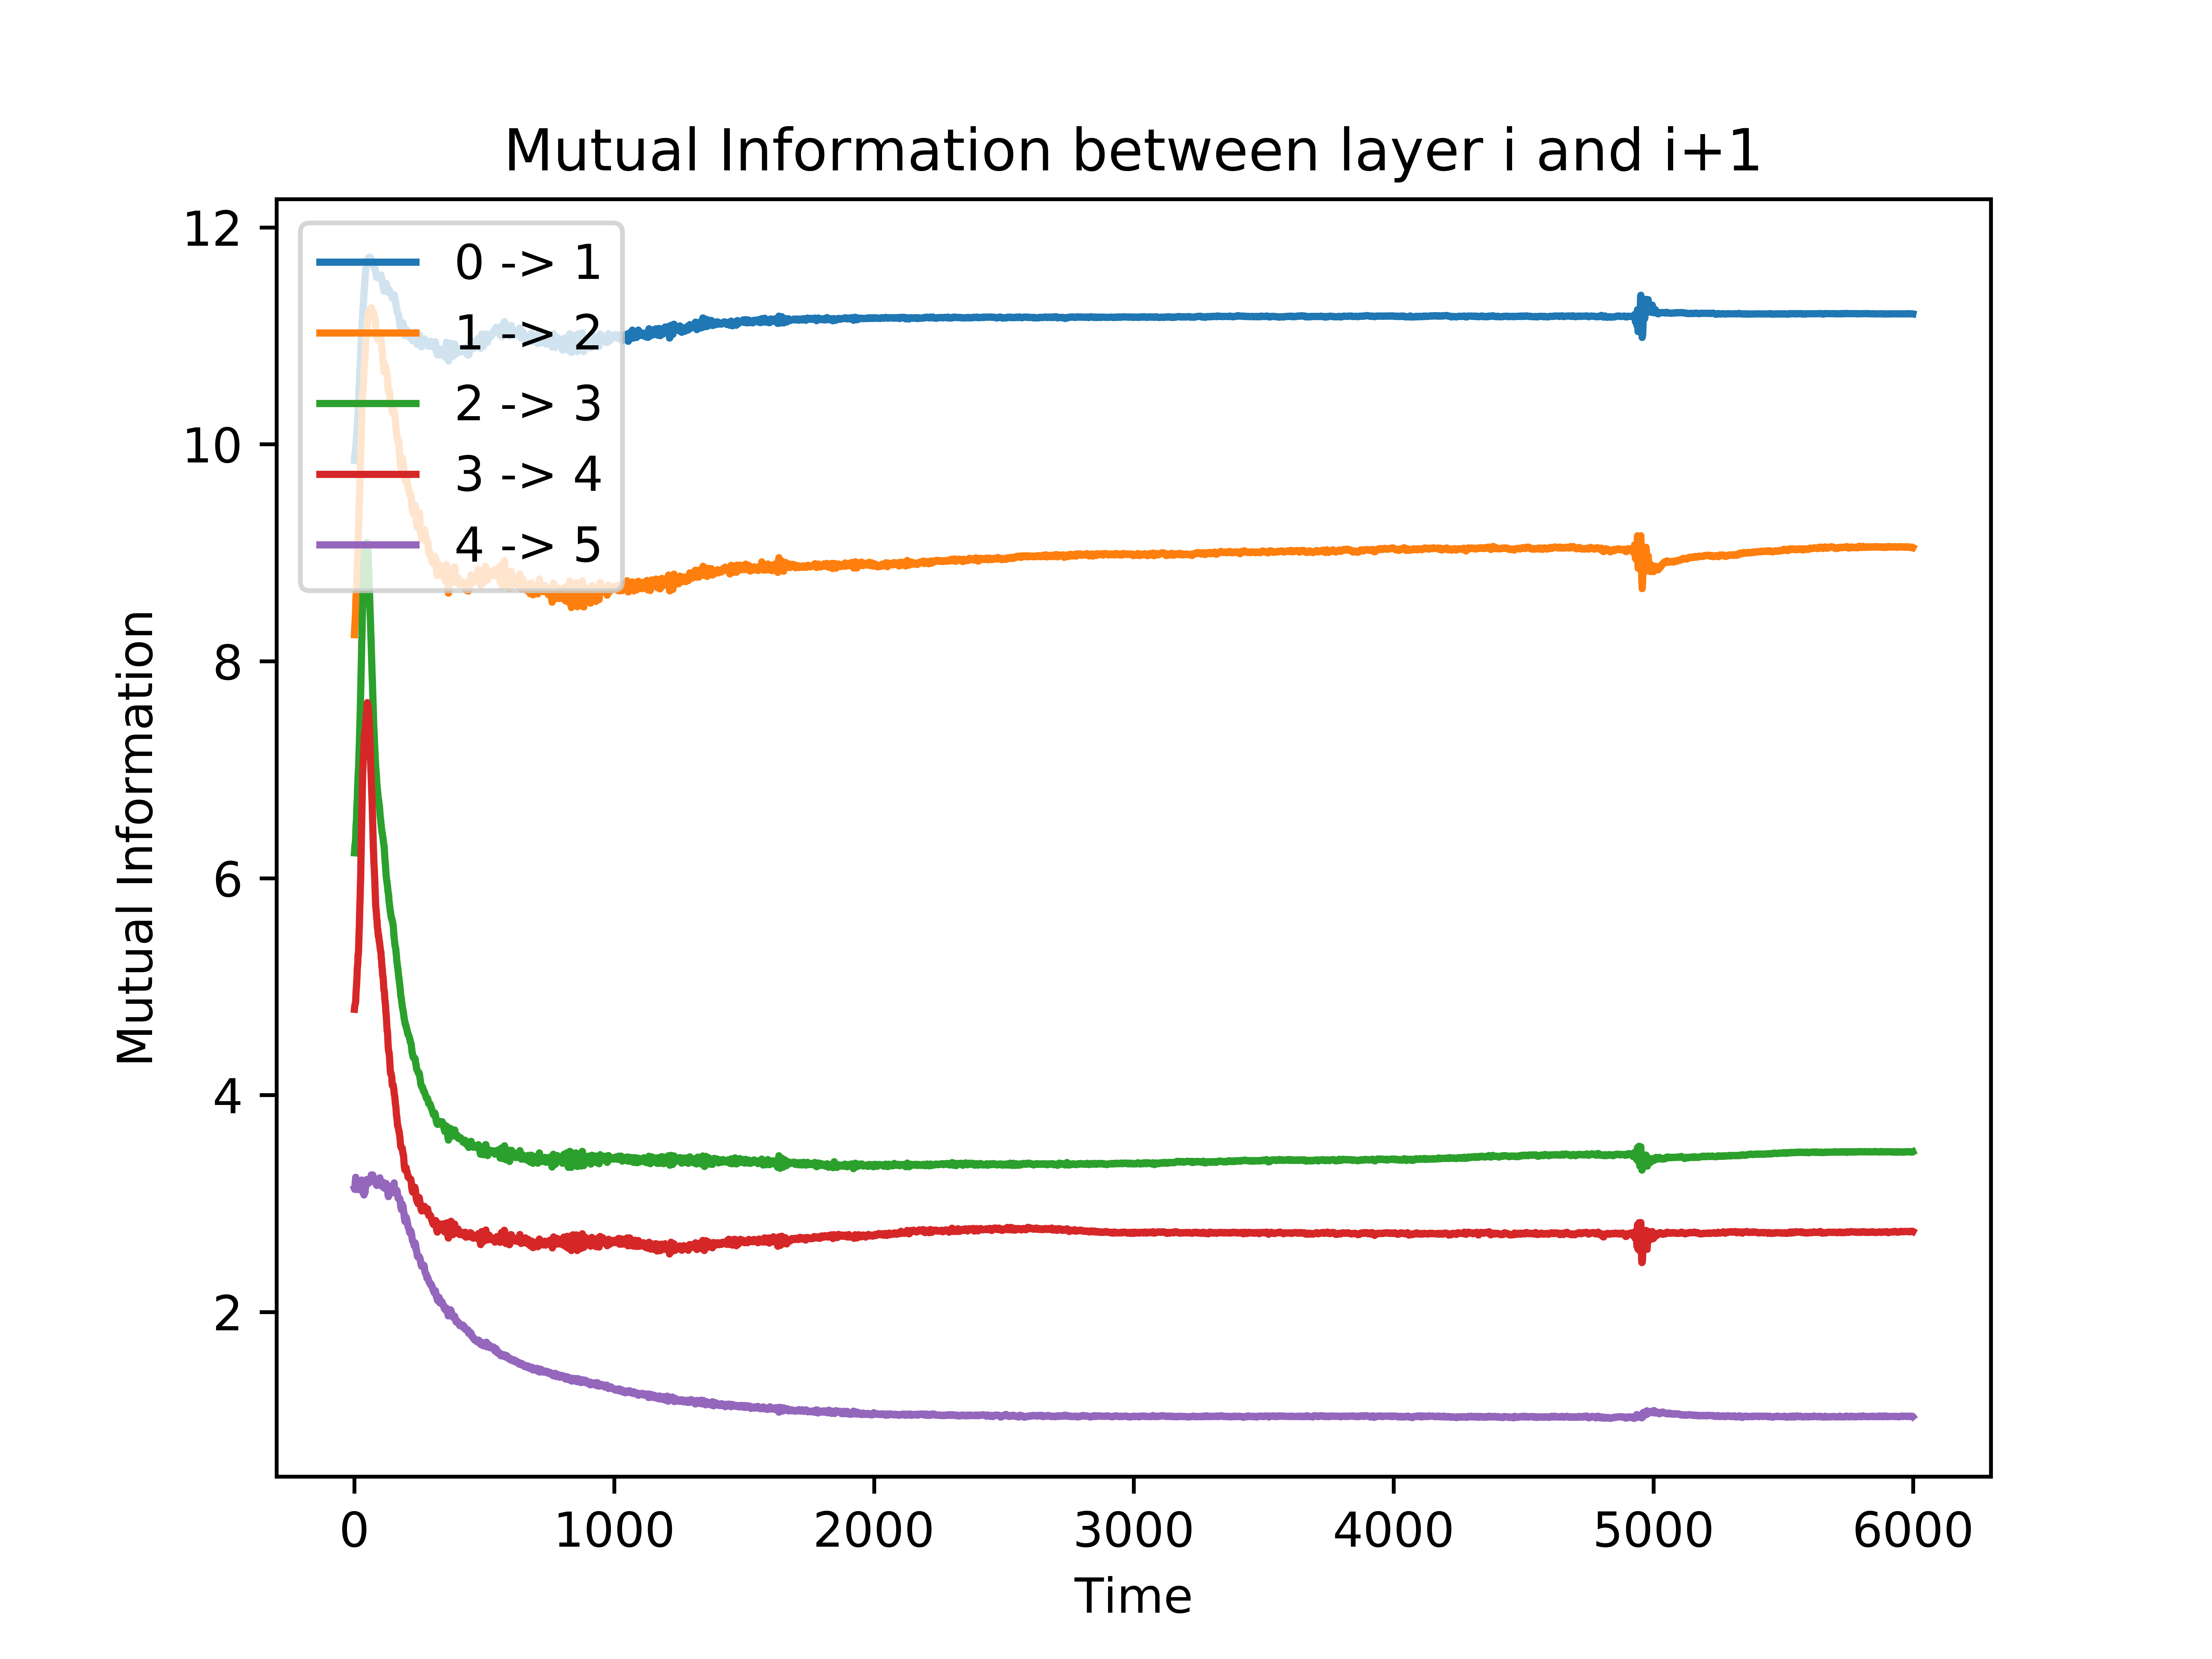 Mutual Information between layer i and i+1
12
10
8
6
4
2
Mutual Information
0 -> 1
1 -> 2
2 -> 3
3 -> 4
4 -> 5
0 1000 2000 3000 4000 5000 6000
Time